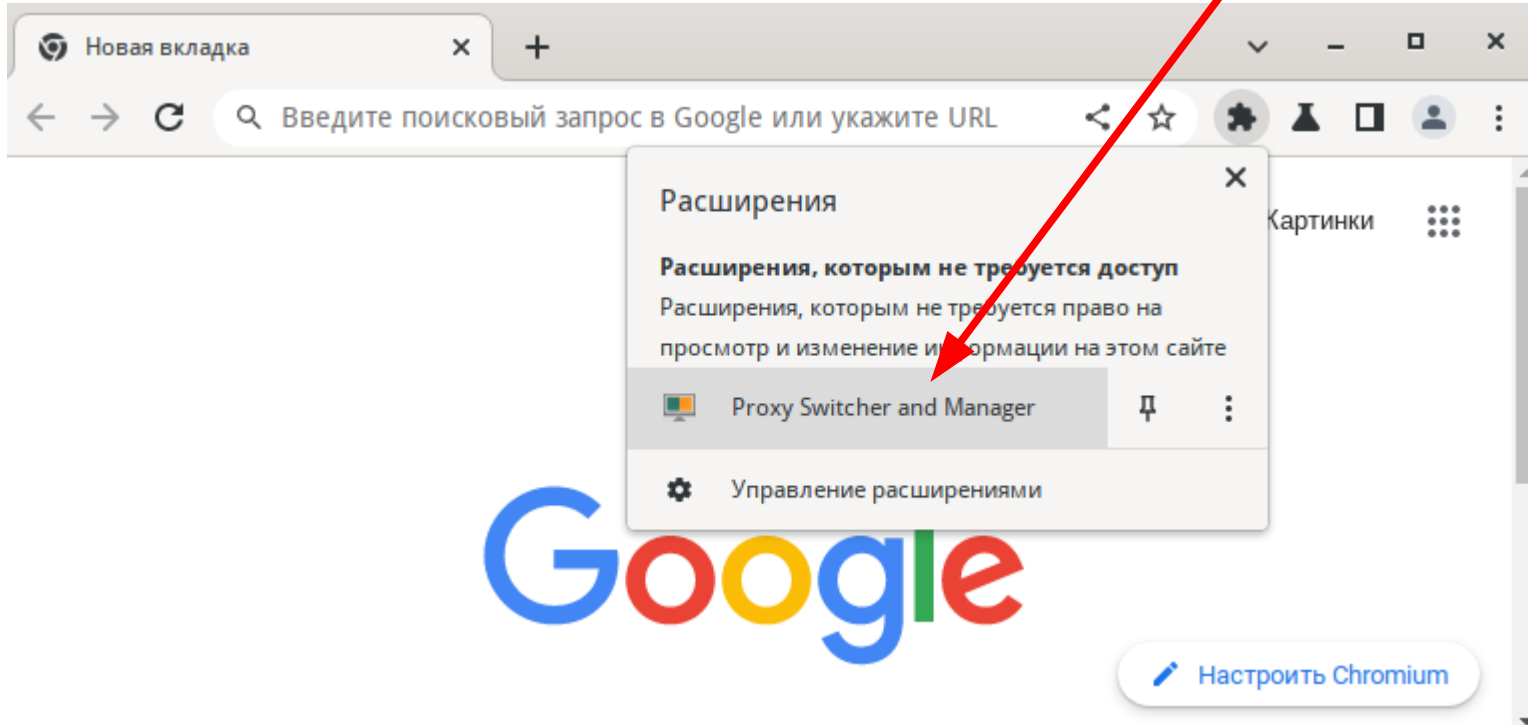 Новая вкладка
Введите поисковый запрос в Google или укажите URL
Расширения
Картинки
Расширения, которым не требуется доступ
Расширения, которым не требуется право на
просмотр и изменение информации на этом сайте
Proxy Switcher and Manager
Управление расширениями
Google
Настроить Chromium